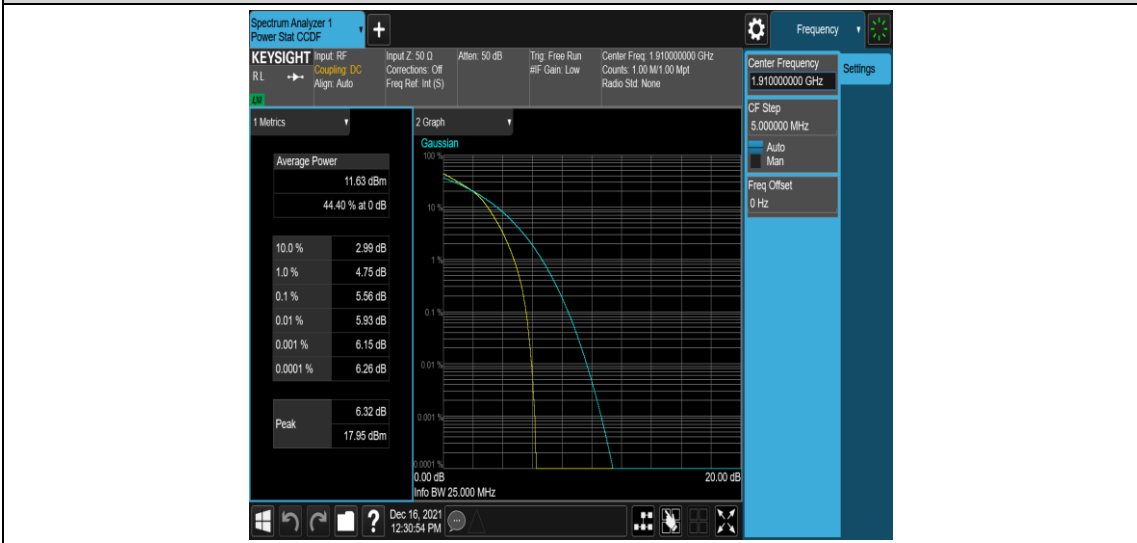 Spectrum Analyzer 1
Power Stat CCDF
+
Frequency
KEYSIGHT
RL
LXI
Input: RF
Coupling: DC
Align: Auto
Input Z: 50 Ω
Corrections: Off
Freq Ref: Int (S)
Atten: 50 dB
Trig: Free Run
#IF Gain: Low
Center Freq: 1.910000000 GHz
Counts: 1.00 M/1.00 Mpt
Radio Std: None
Center Frequency
1.910000000 GHz
Settings
CF Step
5.000000 MHz
Auto
Man
Freq Offset
0 Hz
1 Metrics
Average Power
11.63 dBm
44.40 % at 0 dB
10.0 % 2.99 dB
1.0 % 4.75 dB
0.1 % 5.56 dB
0.01 % 5.93 dB
0.001 % 6.15 dB
0.0001 % 6.26 dB
Peak
6.32 dB
17.95 dBm
2 Graph
Gaussian
100 %
10 %
1 %
0.1 %
0.01 %
0.001 %
0.0001 %
0.00 dB 20.00 dB
Info BW 25.000 MHz
?
Dec 16, 2021
12:30:54 PM